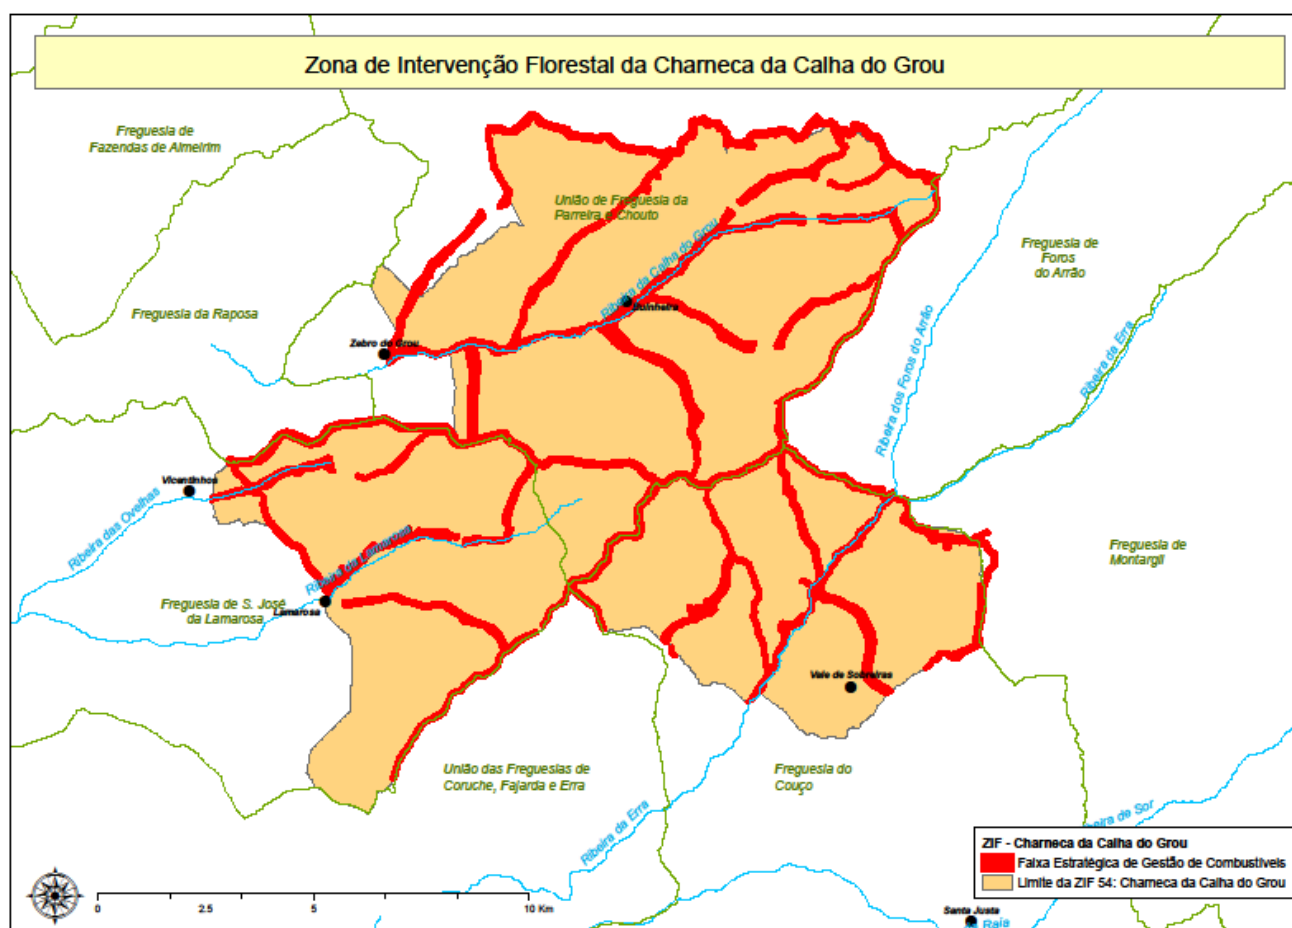 Zona de Intervenção Florestal da Charneca da Calha do Grou
Freguesia de
Fazendas de Almeirim
União de Freguesia da
Parreira e Chouto
Freguesia de
Foros
do Arrão
Ribeira da Calha do Grou
Freguesia da Raposa
Zebro do Grou
Ribeira dos Foros do Arrão
Ribeira da Erra
Vicentinhos
Ribeira das Ovelhas
Ribeira da Lamarosa
Freguesia de
Montargil
Freguesia de S. José
da Lamarosa
Lamarosa
Vale de Sobreiras
União das Freguesias de
Coruche, Fajarda e Erra
Freguesia do
Couço
Ribeira da Erra
de Sor
ZIF - Charneca da Calha do Grou
Faixa Estratégica de Gestão de Combustíveis
Limite da ZIF 54: Charneca da Calha do Grou
0 2.5 5 10 Km
Santa Justa
Raia